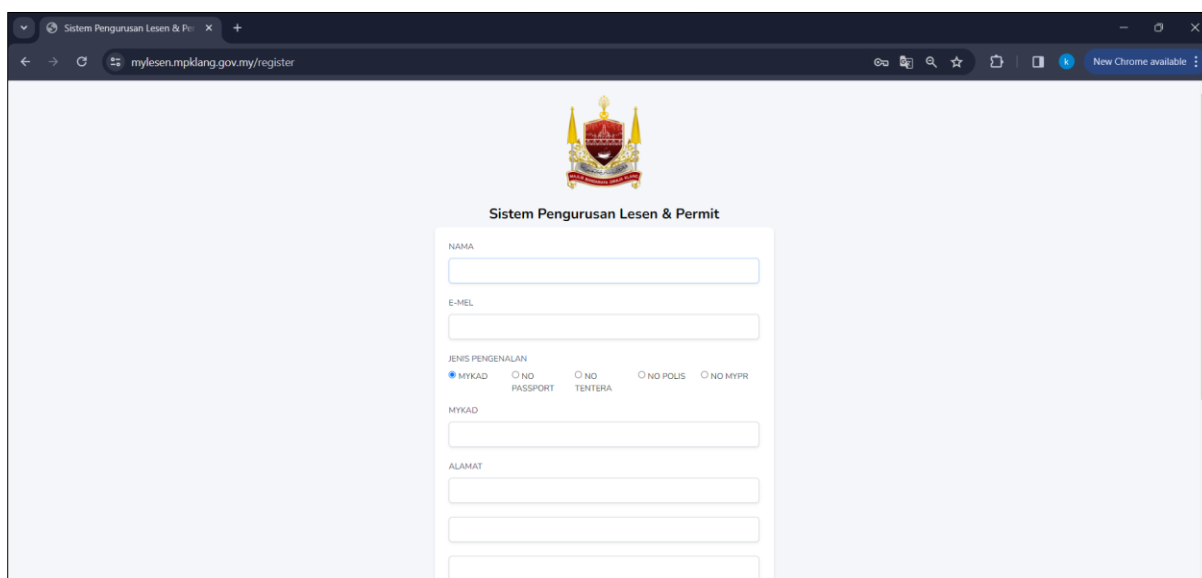 Sistem Pengurusan Lesen & Per
mylesen.mpklang.gov.my/register
k
New Chrome available
Sistem Pengurusan Lesen & Permit
NAMA
E-MEL
JENIS PENGENALAN
MYKAD NO PASSPORT NO TENTERA NO POLIS NO MYPR
MYKAD
ALAMAT